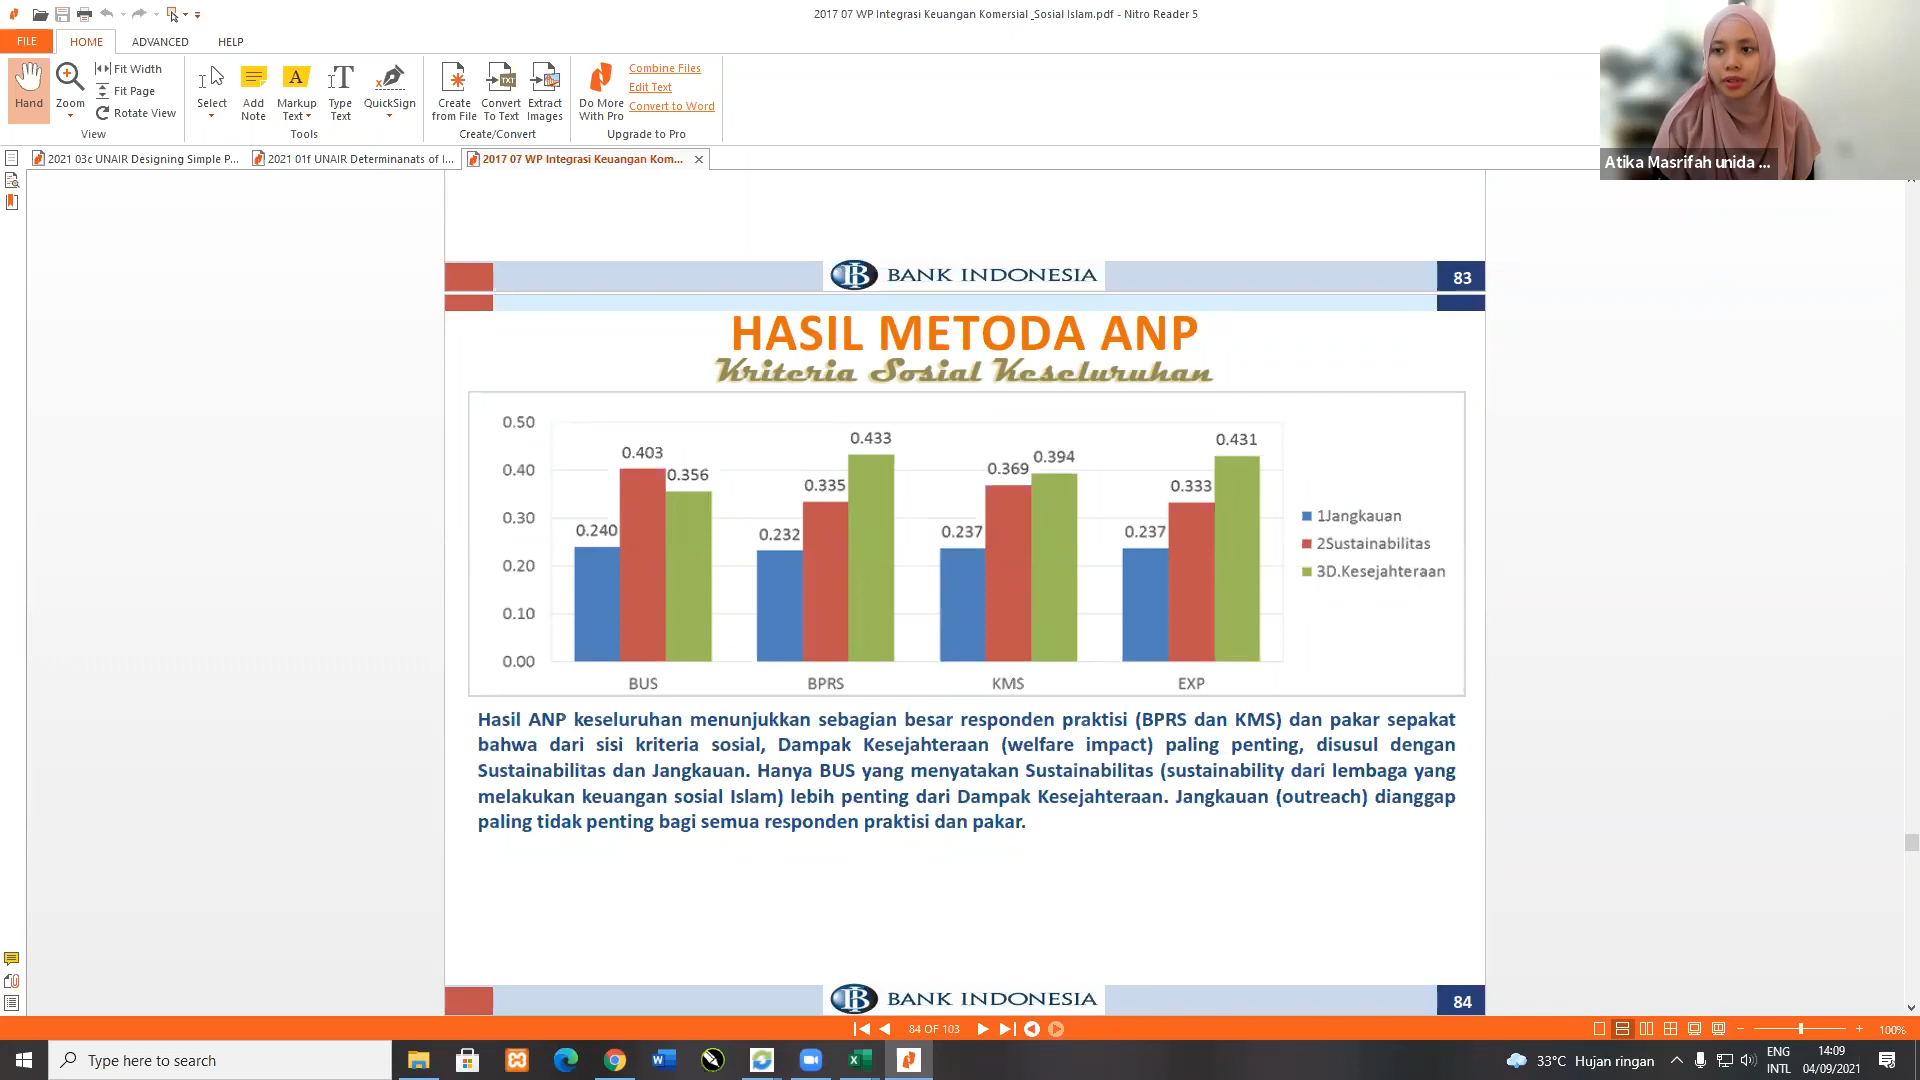 2017 07 WP Integrasi Keuangan Komersial _Sosial Islam.pdf - Nitro Reader 5
FILE HOME ADVANCED HELP
Hand
Zoom
Fit Width
Fit Page
Rotate View
View
Select
Add Note
Markup Text
Type Text
QuickSign
Tools
Create from File
Convert To Text
Extract Images
Create/Convert
Do More With Pro
Combine Files
Edit Text
Convert to Word
Upgrade to Pro
2021 03c UNAIR Designing Simple P...
2021 01f UNAIR Determinanats of I...
2017 07 WP Integrasi Keuangan Kom...
Atika Masrifah unida ...
BANK INDONESIA 83
HASIL METODA ANP
Kriteria Sosial Keseluruhan
0.50
0.40
0.30
0.20
0.10
0.00
0.240 0.403 0.356
0.232 0.335 0.433
0.237 0.369 0.394
0.237 0.333 0.431
BUS BPRS KMS EXP
1Jangkauan
2Sustainabilitas
3D.Kesejahteraan
Hasil ANP keseluruhan menunjukkan sebagian besar responden praktisi (BPRS dan KMS) dan pakar sepakat
bahwa dari sisi kriteria sosial, Dampak Kesejahteraan (welfare impact) paling penting, disusul dengan
Sustainabilitas dan Jangkauan. Hanya BUS yang menyatakan Sustainabilitas (sustainability dari lembaga yang
melakukan keuangan sosial Islam) lebih penting dari Dampak Kesejahteraan. Jangkauan (outreach) dianggap
paling tidak penting bagi semua responden praktisi dan pakar.
BANK INDONESIA 84
84 OF 103
100%
Type here to search
33°C Hujan ringan
ENG
INTL
14:09
04/09/2021